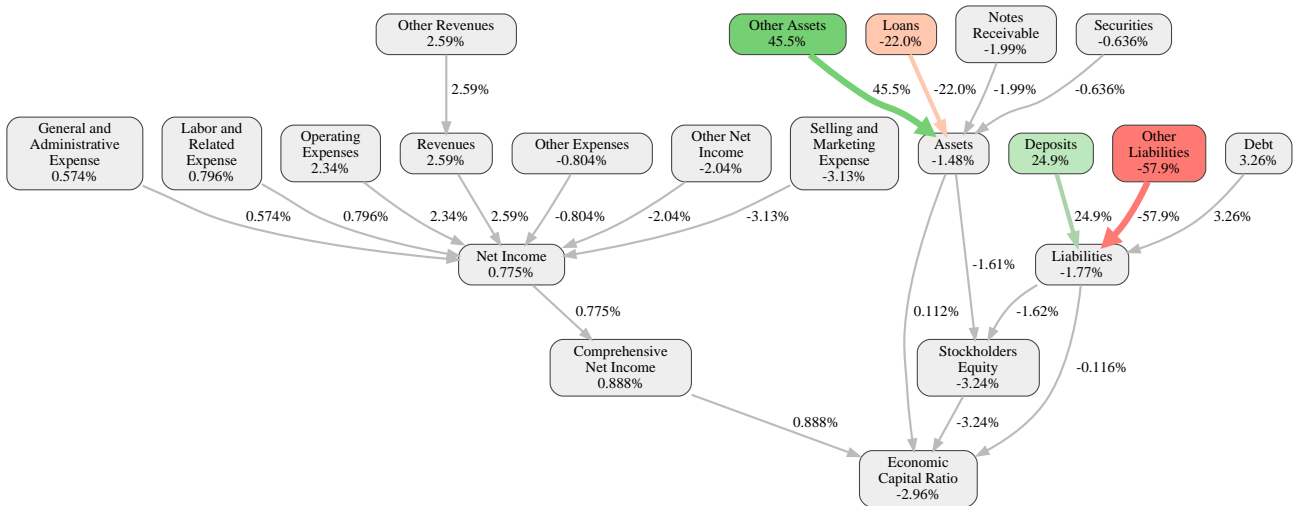 Other Revenues
2.59%
Other Assets
45.5%
Loans
-22.0%
Notes
Receivable
-1.99%
Securities
-0.636%
2.59%
45.5%
-22.0%
-1.99%
-0.636%
General and
Administrative
Expense
0.574%
Labor and
Related
Expense
0.796%
Operating
Expenses
2.34%
Revenues
2.59%
Other Expenses
-0.804%
Other Net
Income
-2.04%
Selling and
Marketing
Expense
-3.13%
Assets
-1.48%
Deposits
24.9%
Other
Liabilities
-57.9%
Debt
3.26%
0.574%
0.796%
2.34%
2.59%
-0.804%
-2.04%
-3.13%
24.9%
-57.9%
3.26%
Net Income
0.775%
-1.61%
Liabilities
-1.77%
0.775%
0.112%
-1.62%
Comprehensive
Net Income
0.888%
Stockholders
Equity
-3.24%
-0.116%
0.888%
-3.24%
Economic
Capital Ratio
-2.96%